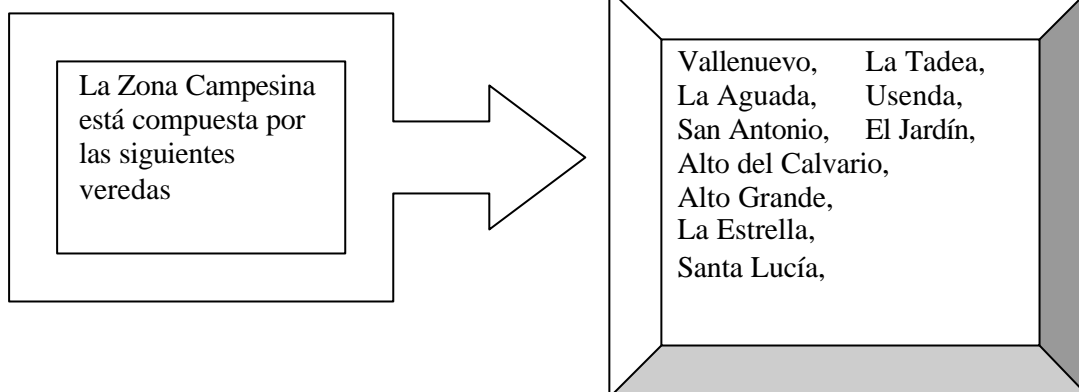 La Zona Campesina
está compuesta por
las siguientes
veredas
Vallenuevo, La Tadea,
La Aguada, Usenda,
San Antonio, El Jardín,
Alto del Calvario,
Alto Grande,
La Estrella,
Santa Lucía,